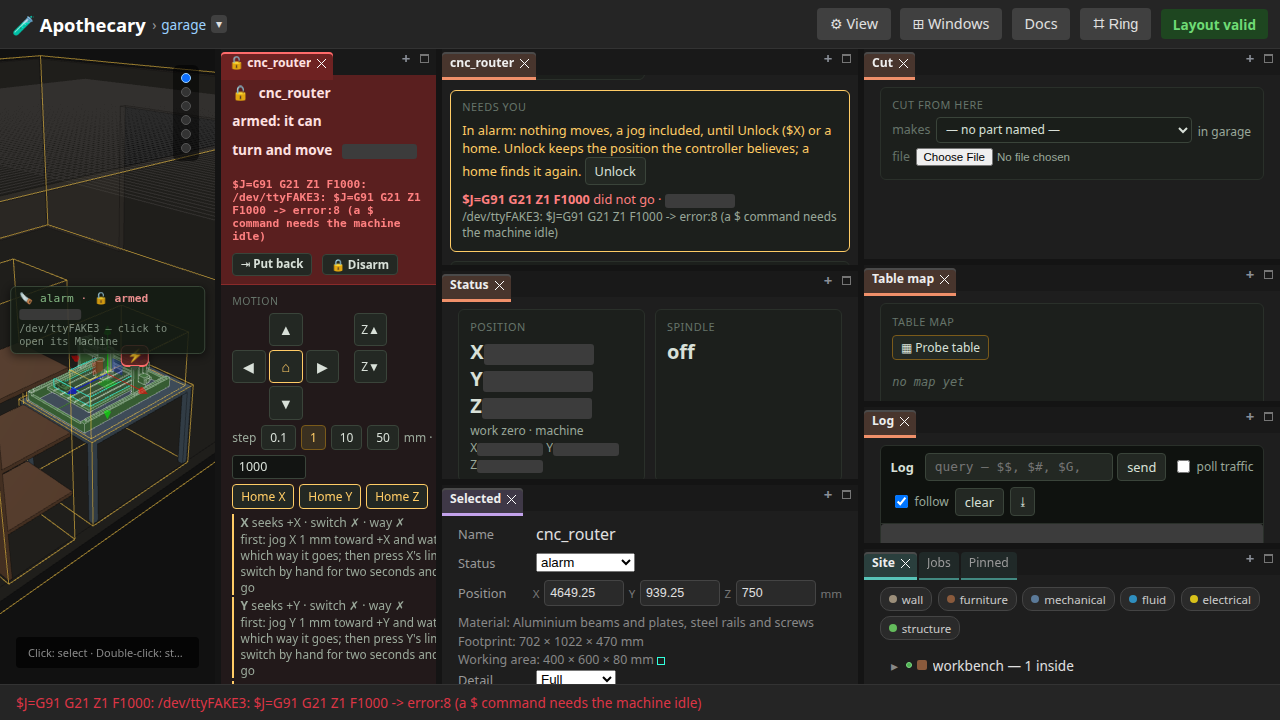 Apothecary › garage ▾
⚙ View
⊞ Windows
Docs
⌗ Ring
Layout valid
alarm · 🔒 armed
/dev/ttyFAKE3 — click to
open its Machine
Click: select · Double-click: st…
cnc_router
cnc_router
armed: it can
turn and move
$J=G91 G21 Z1 F1000:
/dev/ttyFAKE3: $J=G91 G21 Z1
F1000 -> error:8 (a $
command needs the machine
idle)
⇥ Put back
🔒 Disarm
MOTION
▲
Z▲
◀
⌂
▶
Z▼
▼
step 0.1 1 10 50 mm ·
1000
Home X
Home Y
Home Z
X seeks +X · switch ✗ · way ✗
first: jog X 1 mm toward +X and wat
which way it goes; then press X's lin
switch by hand for two seconds and
go
Y seeks +Y · switch ✗ · way ✗
first: jog Y 1 mm toward +Y and wat
which way it goes; then press Y's lin
switch by hand for two seconds and
go
cnc_router
NEEDS YOU
In alarm: nothing moves, a jog included, until Unlock ($X) or a
home. Unlock keeps the position the controller believes; a
home finds it again. Unlock
$J=G91 G21 Z1 F1000 did not go ·
/dev/ttyFAKE3: $J=G91 G21 Z1 F1000 -> error:8 (a $ command needs
the machine idle)
Status
POSITION
X
Y
Z
work zero · machine
X Y
Z
SPINDLE
off
Selected
Name cnc_router
Status alarm
Position X 4649.25 Y 939.25 Z 750 mm
Material: Aluminium beams and plates, steel rails and screws
Footprint: 702 × 1022 × 470 mm
Working area: 400 × 600 × 80 mm
Detail Full
Cut
CUT FROM HERE
makes — no part named — in garage
file Choose File No file chosen
Table map
TABLE MAP
▦ Probe table
no map yet
Log
Log query — $$, $#, $G, send poll traffic
follow clear ⤓
Site Jobs Pinned
wall furniture mechanical fluid electrical
structure
▸ workbench — 1 inside
$J=G91 G21 Z1 F1000: /dev/ttyFAKE3: $J=G91 G21 Z1 F1000 -> error:8 (a $ command needs the machine idle)